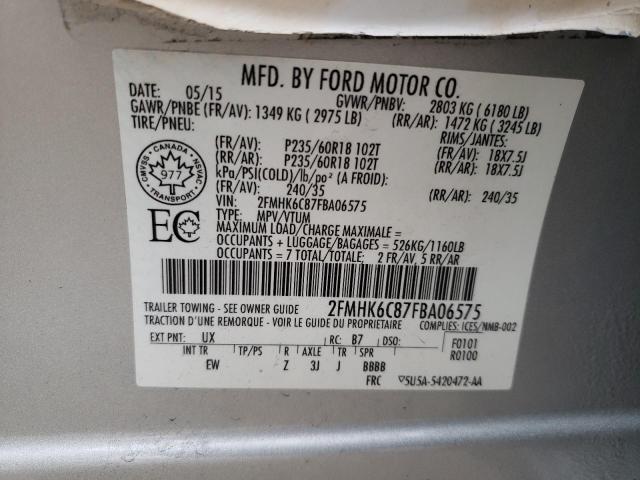 MFD. BY FORD MOTOR CO.
DATE: 05/15 GVWR/PNBV: 2803 KG ( 6180 LB)
GAWR/PNBE (FR/AV): 1349 KG ( 2975 LB) (RR/AR): 1472 KG ( 3245 LB)
TIRE/PNEU: RIMS/JANTES:
(FR/AV): P235/60R18 102T 18X7.5J
(RR/AR): P235/60R18 102T 18X7.5J
kPa/PSI(COLD)/lb/po² (A FROID):
(FR/AV): 240/35 (RR/AR): 240/35
VIN: 2FMHK6C87FBA06575
TYPE: MPV/VTUM
MAXIMUM LOAD/CHARGE MAXIMALE =
OCCUPANTS + LUGGAGE/BAGAGES = 526KG/1160LB
OCCUPANTS = 7 TOTAL/TOTALE: 2 FR/AV, 5 RR/AR
CANADA
CMVSS NSVAC
977
TRANSPORT
EC
TRAILER TOWING - SEE OWNER GUIDE 2FMHK6C87FBA06575
TRACTION D'UNE REMORQUE - VOIR LE GUIDE DU PROPRIETAIRE COMPLIES: ICES/NMB-002
EXT PNT: UX RC: B7 DSO: F0101
R0100
INT TR TP/PS R AXLE TR SPR
EW Z 3J J BBBB
FRC 5U5A-5420472-AA